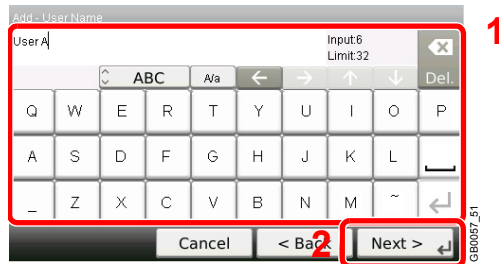 Add - User Name
User A
Input:6
Limit:32
1
ABC A/a ← → ↑ ↓ Del.
Q W E R T Y U I O P
A S D F G H J K L
_ Z X C V B N M ~
Cancel < Back 2 Next >
GB0057_51